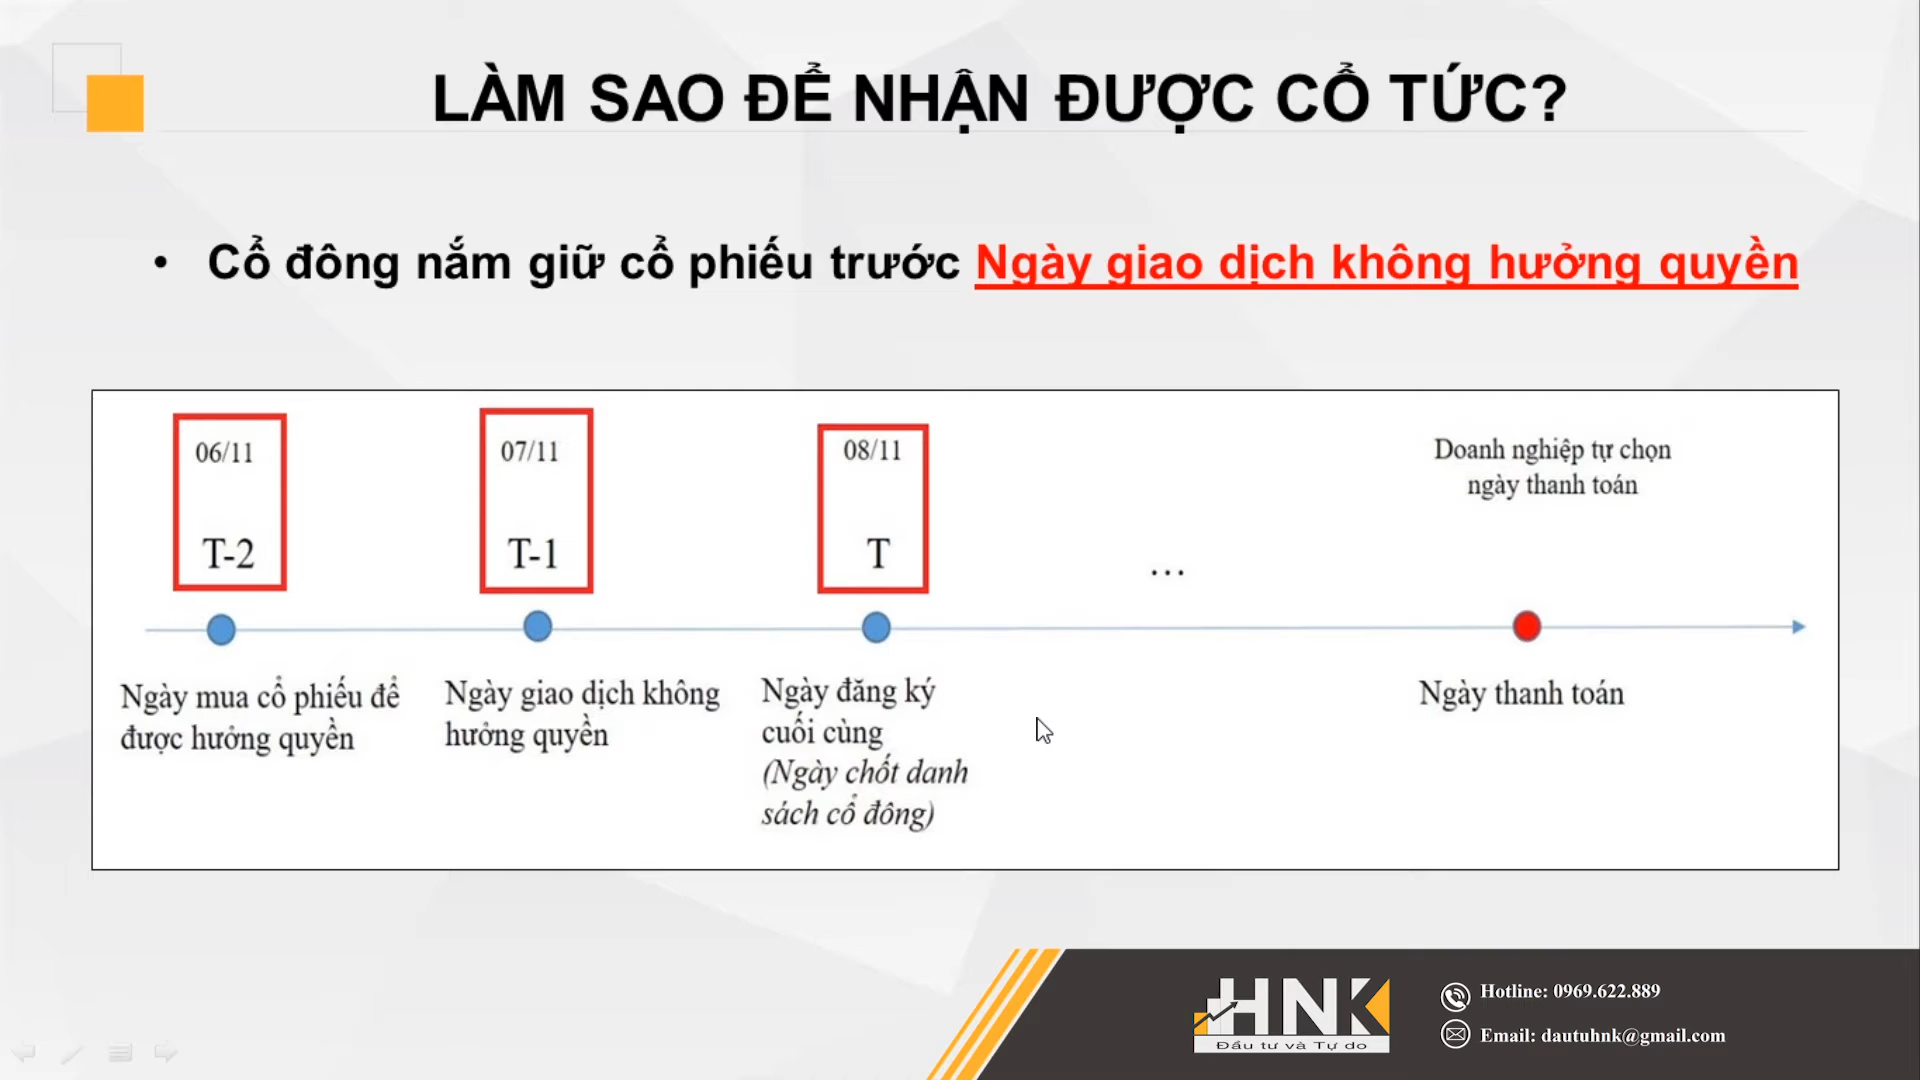 LÀM SAO ĐỂ NHẬN ĐƯỢC CỔ TỨC?
• Cổ đông nắm giữ cổ phiếu trước Ngày giao dịch không hưởng quyền
06/11
T-2
07/11
T-1
08/11
T
...
Doanh nghiệp tự chọn
ngày thanh toán
Ngày mua cổ phiếu để
được hưởng quyền
Ngày giao dịch không
hưởng quyền
Ngày đăng ký
cuối cùng
(Ngày chốt danh
sách cổ đông)
Ngày thanh toán
HNK
Đầu tư và Tự do
Hotline: 0969.622.889
Email: dautuhnk@gmail.com